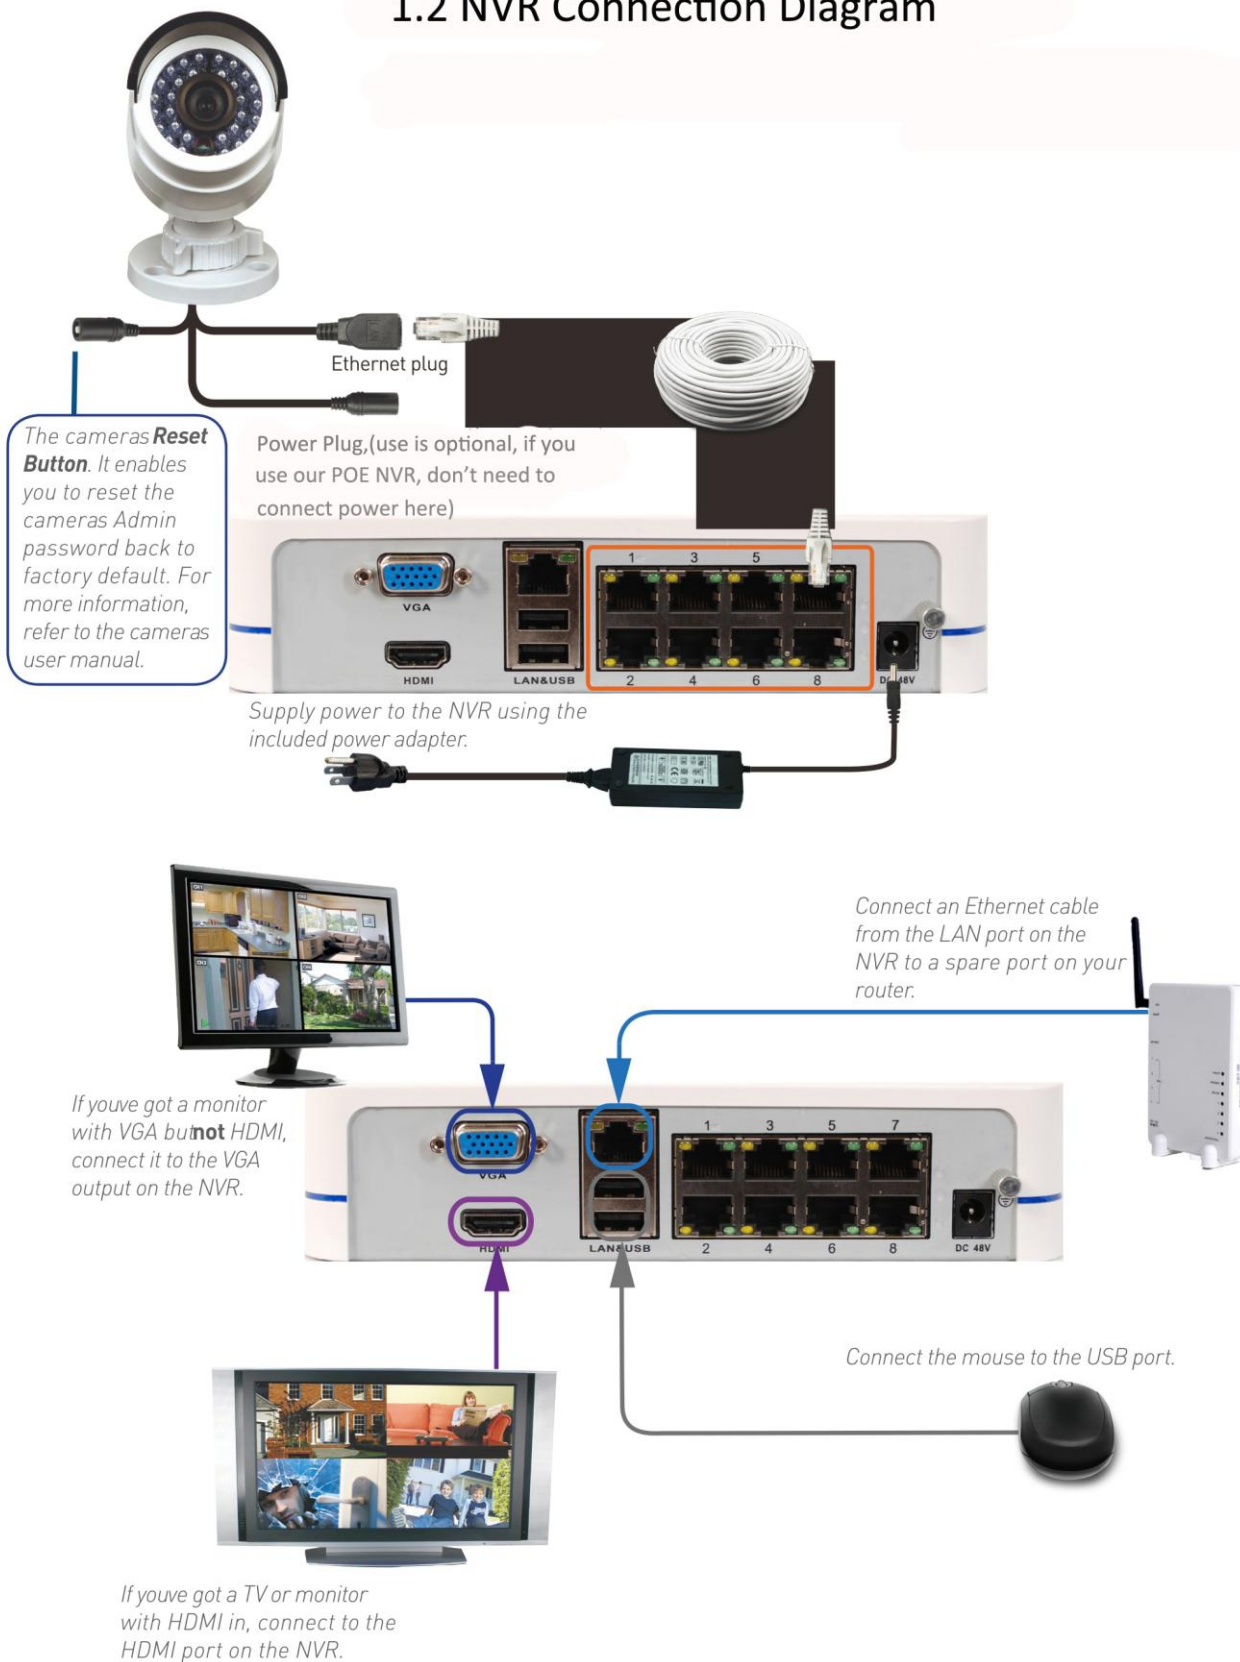 1.2 NVR Connection Diagram
Ethernet plug
The cameras Reset
Button. It enables
you to reset the
cameras Admin
password back to
factory default. For
more information,
refer to the cameras
user manual.
Power Plug,(use is optional, if you
use our POE NVR, don't need to
connect power here)
1 3 5
VGA
HDMI
LAN&USB
2 4 6 8
DC 48V
Supply power to the NVR using the
included power adapter.
CH1
Connect an Ethernet cable
from the LAN port on the
NVR to a spare port on your
router.
If youve got a monitor
with VGA but not HDMI,
connect it to the VGA
output on the NVR.
1 3 5 7
VGA
HDMI
LAN&USB
2 4 6 8
DC 48V
Connect the mouse to the USB port.
If youve got a TV or monitor
with HDMI in, connect to the
HDMI port on the NVR.